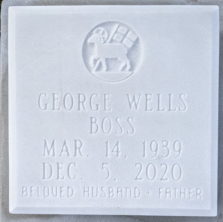 GEORGE WELLS
BOSS
MAR. 14, 1939
DEC. 5, 2020
BELOVED HUSBAND + FATHER